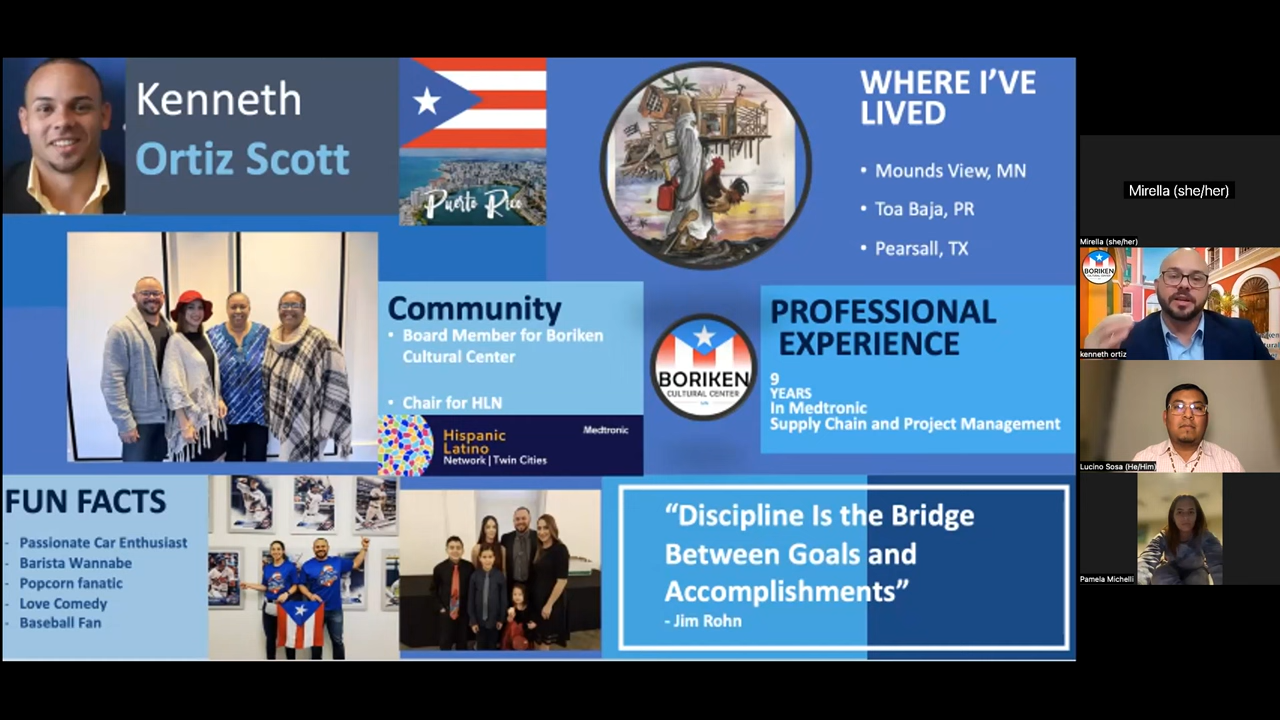 Kenneth
Ortiz Scott
Puerto Rico
WHERE I'VE
LIVED
• Mounds View, MN
• Toa Baja, PR
• Pearsall, TX
Community
• Board Member for Boriken
Cultural Center
• Chair for HLN
Hispanic
Latino
Network | Twin Cities
Medtronic
BORIKEN
CULTURAL CENTER
PROFESSIONAL
EXPERIENCE
9
YEARS
In Medtronic
Supply Chain and Project Management
FUN FACTS
- Passionate Car Enthusiast
- Barista Wannabe
- Popcorn fanatic
- Love Comedy
- Baseball Fan
“Discipline Is the Bridge
Between Goals and
Accomplishments”
- Jim Rohn
Mirella (she/her)
Mirella (she/her)
BORIKEN
kenneth ortiz
Lucino Sosa (He/Him)
Pamela Michelli